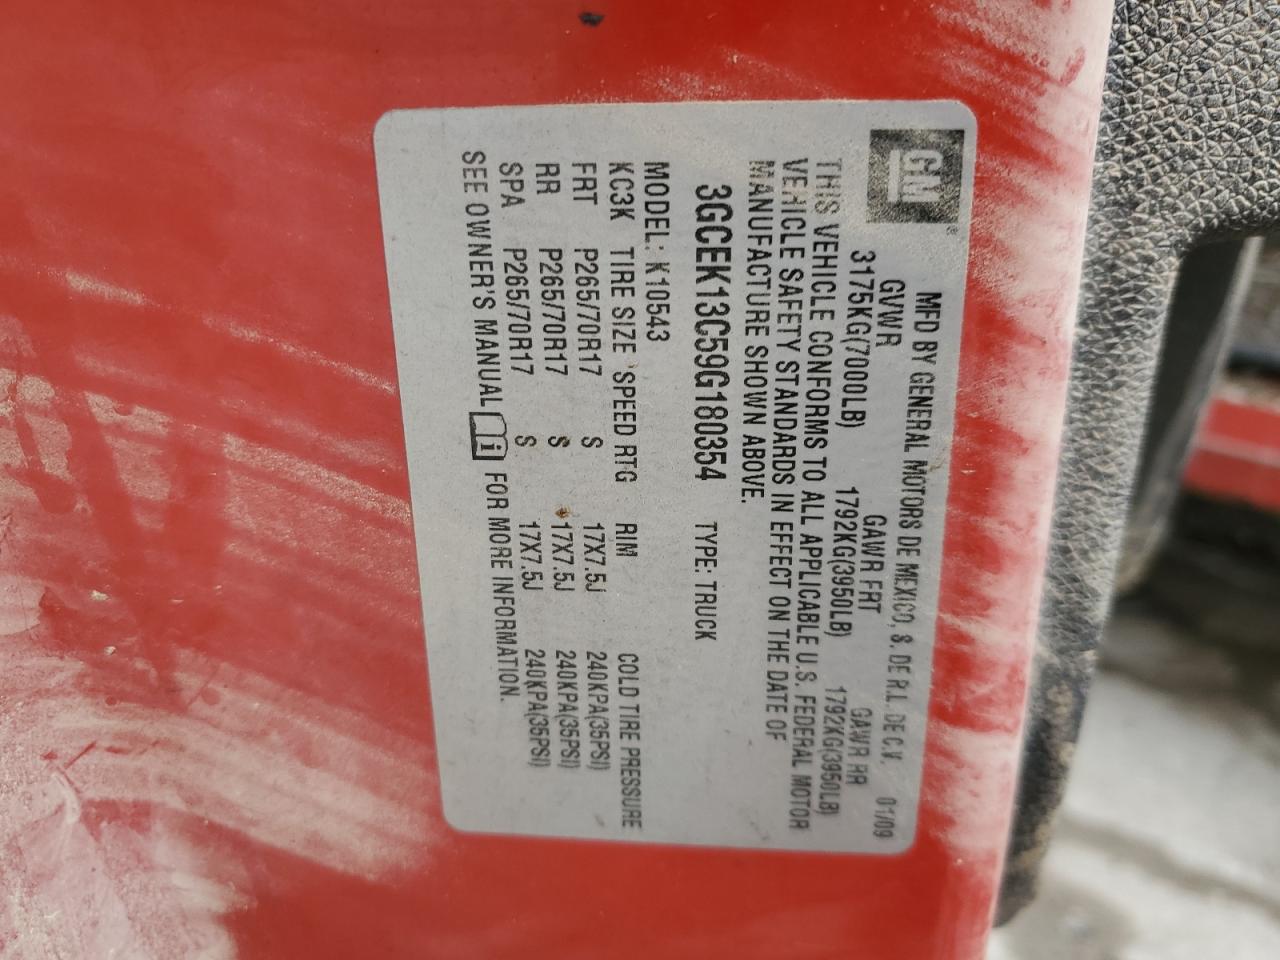 GM®
MFD BY GENERAL MOTORS DE MEXICO, S. DE R.L. DE C.V. 01/09
GVWR GAWR FRT GAWR RR
3175KG(7000LB) 1792KG(3950LB) 1792KG(3950LB)
THIS VEHICLE CONFORMS TO ALL APPLICABLE U.S. FEDERAL MOTOR
VEHICLE SAFETY STANDARDS IN EFFECT ON THE DATE OF
MANUFACTURE SHOWN ABOVE.
3GCEK13C59G180354 TYPE: TRUCK
MODEL: K10543
KC3K TIRE SIZE SPEED RTG RIM COLD TIRE PRESSURE
FRT P265/70R17 S 17X7.5J 240KPA(35PSI)
RR P265/70R17 S 17X7.5J 240KPA(35PSI)
SPA P265/70R17 S 17X7.5J 240KPA(35PSI)
SEE OWNER'S MANUAL i FOR MORE INFORMATION.